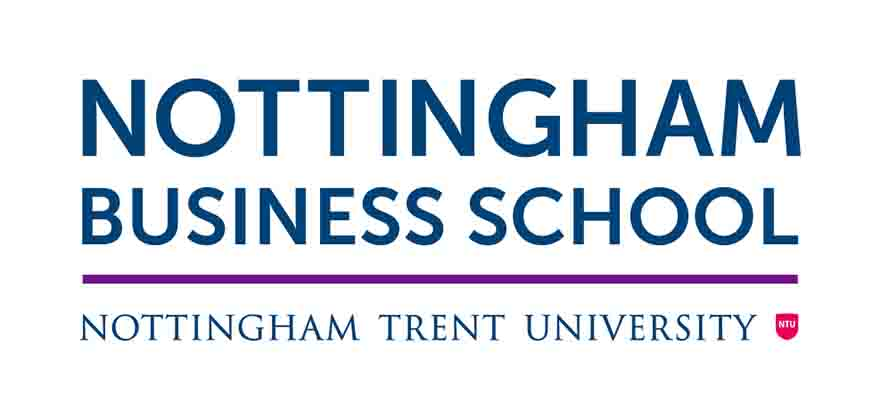 NOTTINGHAM
BUSINESS SCHOOL
NOTTINGHAM TRENT UNIVERSITY NTU